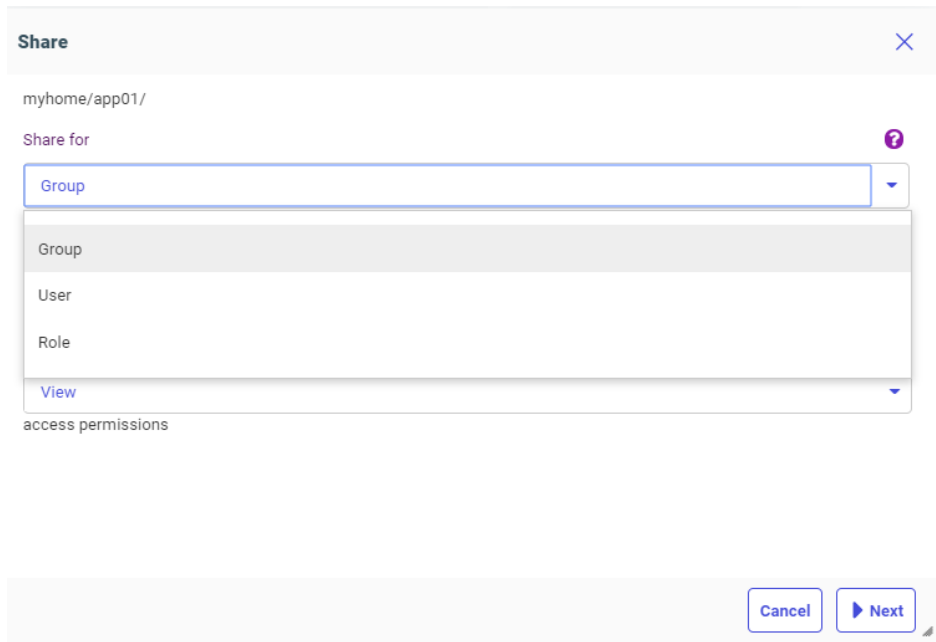 Share
myhome/app01/
Share for
?
Group
Group
User
Role
View
access permissions
Cancel
Next